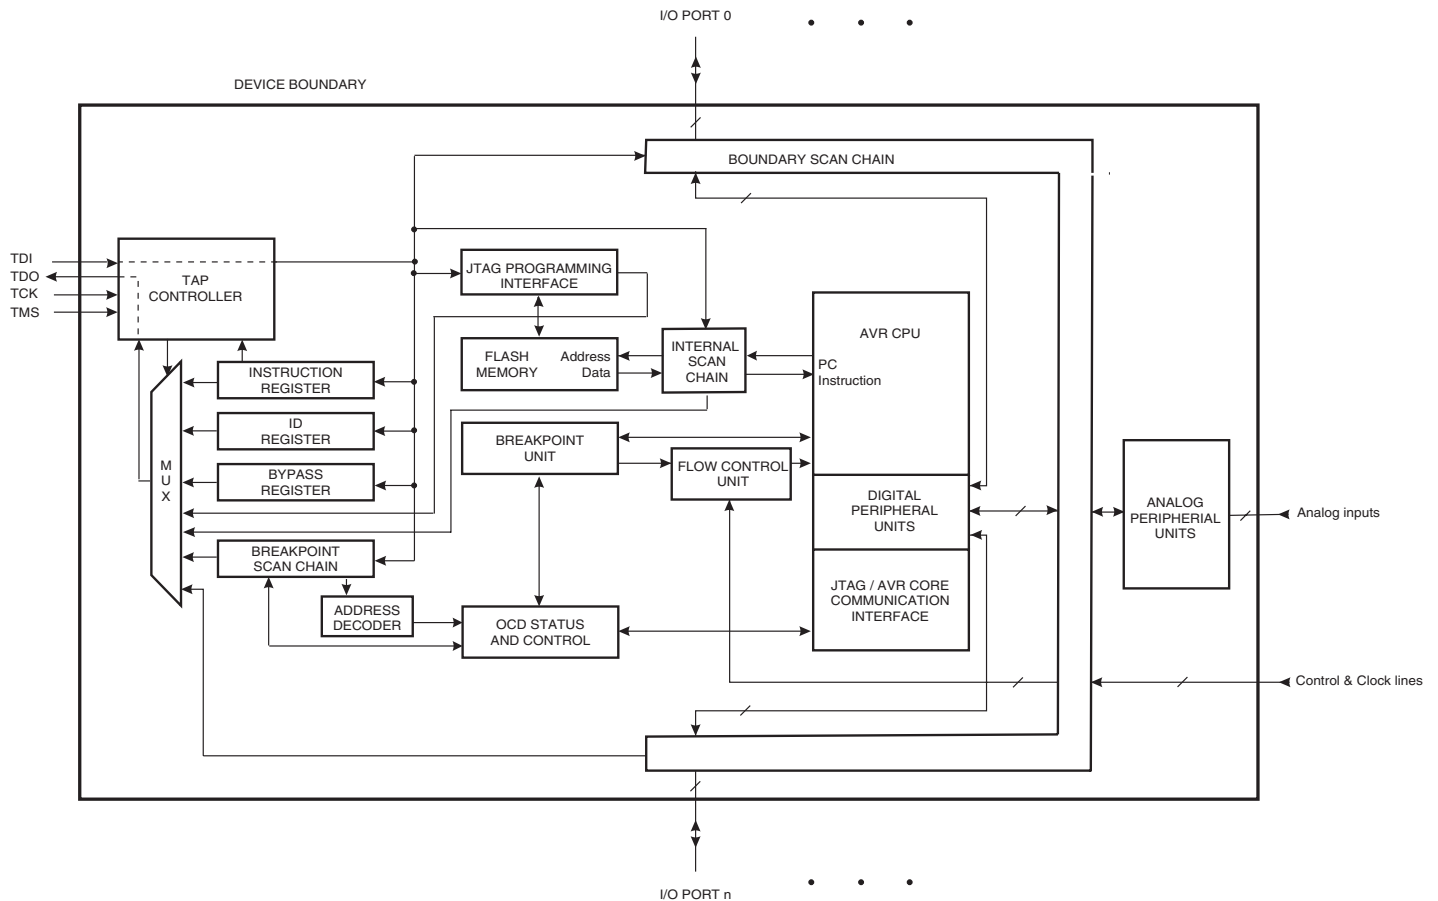 I/O PORT 0
DEVICE BOUNDARY
BOUNDARY SCAN CHAIN
TDI
TDO
TCK
TMS
TAP
CONTROLLER
JTAG PROGRAMMING
INTERFACE
AVR CPU
FLASH
MEMORY
Address
Data
INTERNAL
SCAN
CHAIN
PC
Instruction
INSTRUCTION
REGISTER
ID
REGISTER
M
U
X
BYPASS
REGISTER
BREAKPOINT
UNIT
FLOW CONTROL
UNIT
DIGITAL
PERIPHERAL
UNITS
ANALOG
PERIPHERIAL
UNITS
Analog inputs
BREAKPOINT
SCAN CHAIN
ADDRESS
DECODER
OCD STATUS
AND CONTROL
JTAG / AVR CORE
COMMUNICATION
INTERFACE
Control & Clock lines
I/O PORT n